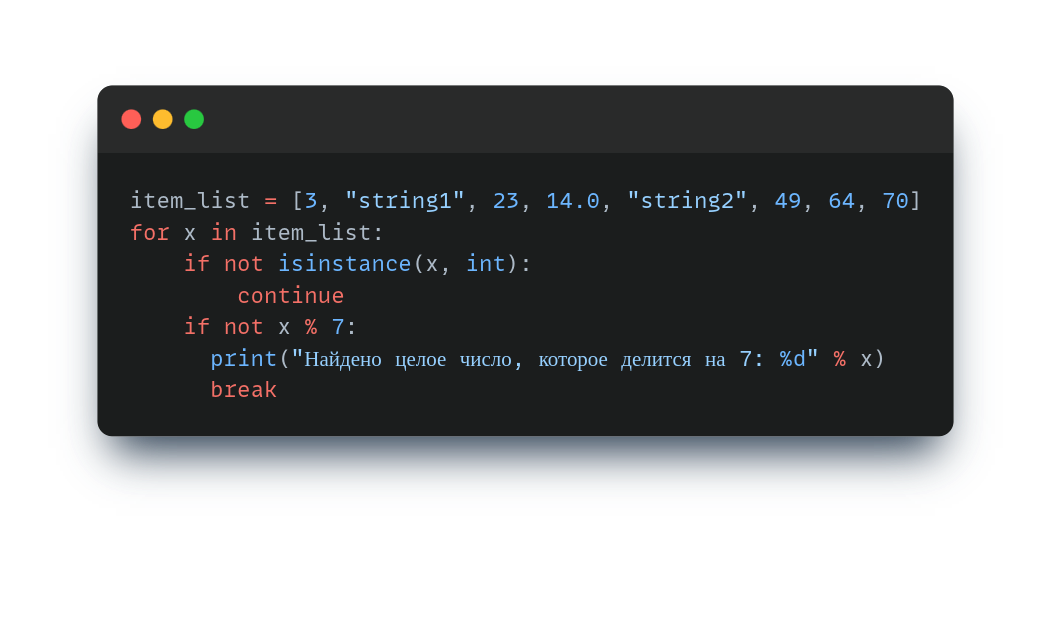 item_list = [3, "string1", 23, 14.0, "string2", 49, 64, 70]
for x in item_list:
    if not isinstance(x, int):
        continue
    if not x % 7:
      print("Найдено целое число, которое делится на 7: %d" % x)
      break